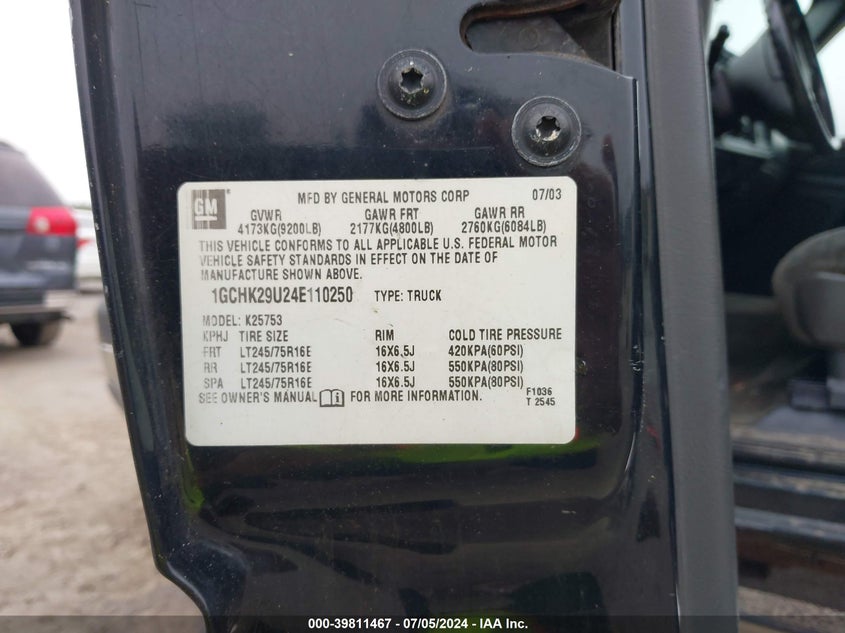 GM
MFD BY GENERAL MOTORS CORP 07/03
GVWR GAWR FRT GAWR RR
4173KG(9200LB) 2177KG(4800LB) 2760KG(6084LB)
THIS VEHICLE CONFORMS TO ALL APPLICABLE U.S. FEDERAL MOTOR
VEHICLE SAFETY STANDARDS IN EFFECT ON THE DATE OF
MANUFACTURE SHOWN ABOVE.
1GCHK29U24E110250 TYPE: TRUCK
MODEL: K25753
KPHJ TIRE SIZE RIM COLD TIRE PRESSURE
FRT LT245/75R16E 16X6.5J 420KPA(60PSI)
RR LT245/75R16E 16X6.5J 550KPA(80PSI)
SPA LT245/75R16E 16X6.5J 550KPA(80PSI)
SEE OWNER'S MANUAL i FOR MORE INFORMATION.
F1036
T 2545
000-39811467 / 07/05/2024 - IAA Inc.